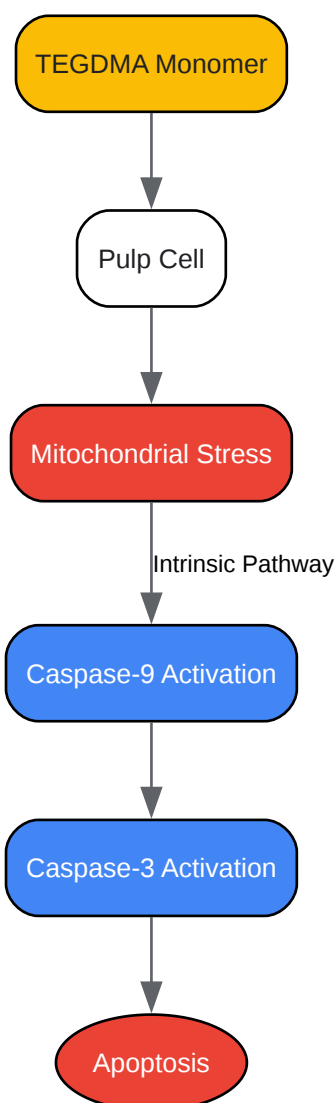 TEGDMA Monomer
Pulp Cell
Mitochondrial Stress
Intrinsic Pathway
Caspase-9 Activation
Caspase-3 Activation
Apoptosis